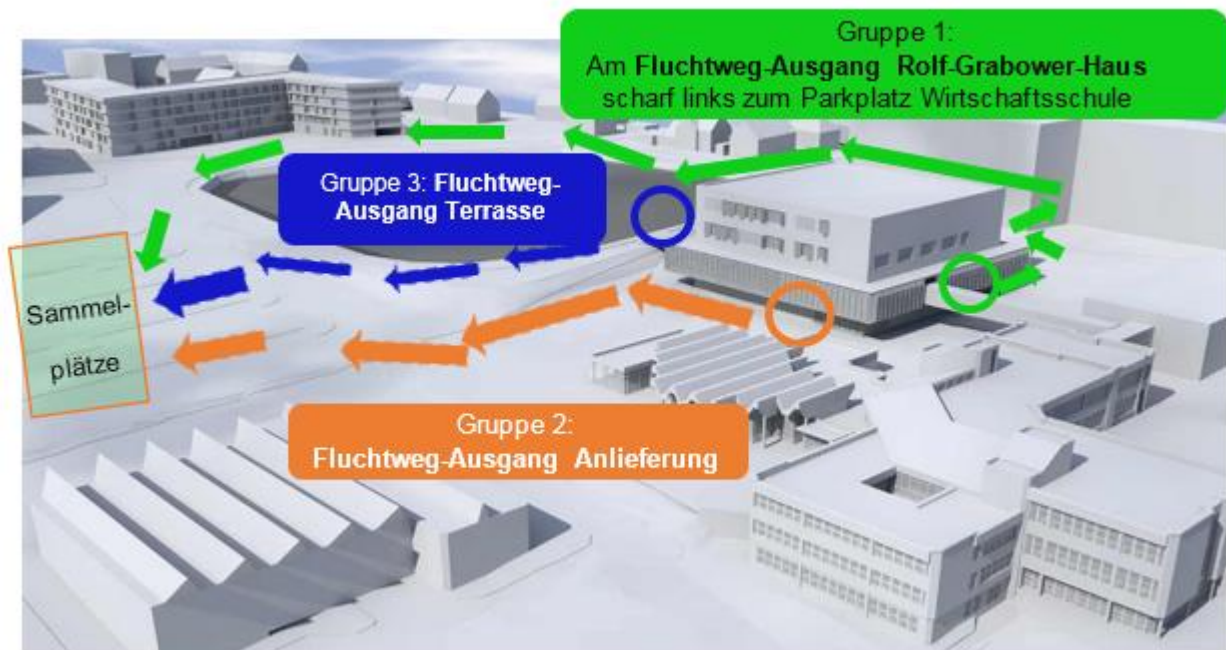 Gruppe 1:
Am Fluchtweg-Ausgang Rolf-Grabower-Haus
scharf links zum Parkplatz Wirtschaftsschule
Gruppe 3: Fluchtweg-
Ausgang Terrasse
Sammel-
plätze
Gruppe 2:
Fluchtweg-Ausgang Anlieferung